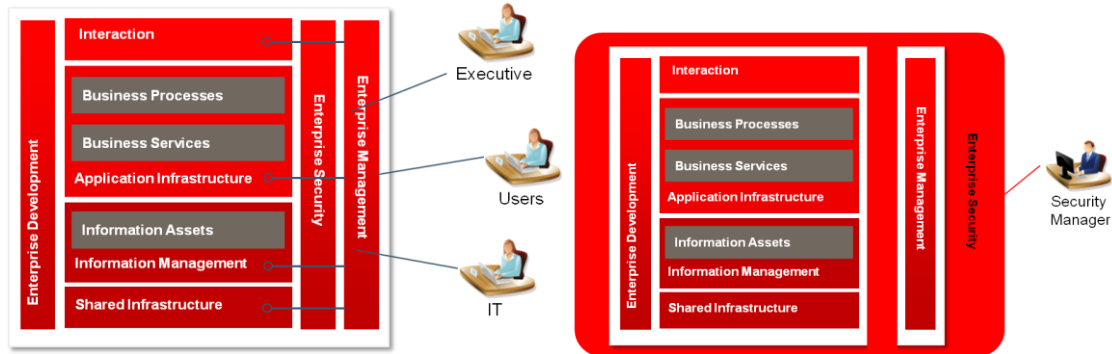 Enterprise Development
Interaction
Business Processes
Business Services
Application Infrastructure
Information Assets
Information Management
Shared Infrastructure
Enterprise Security
Enterprise Management
Executive
Users
IT
Enterprise Development
Interaction
Business Processes
Business Services
Application Infrastructure
Information Assets
Information Management
Shared Infrastructure
Enterprise Management
Enterprise Security
Security
Manager